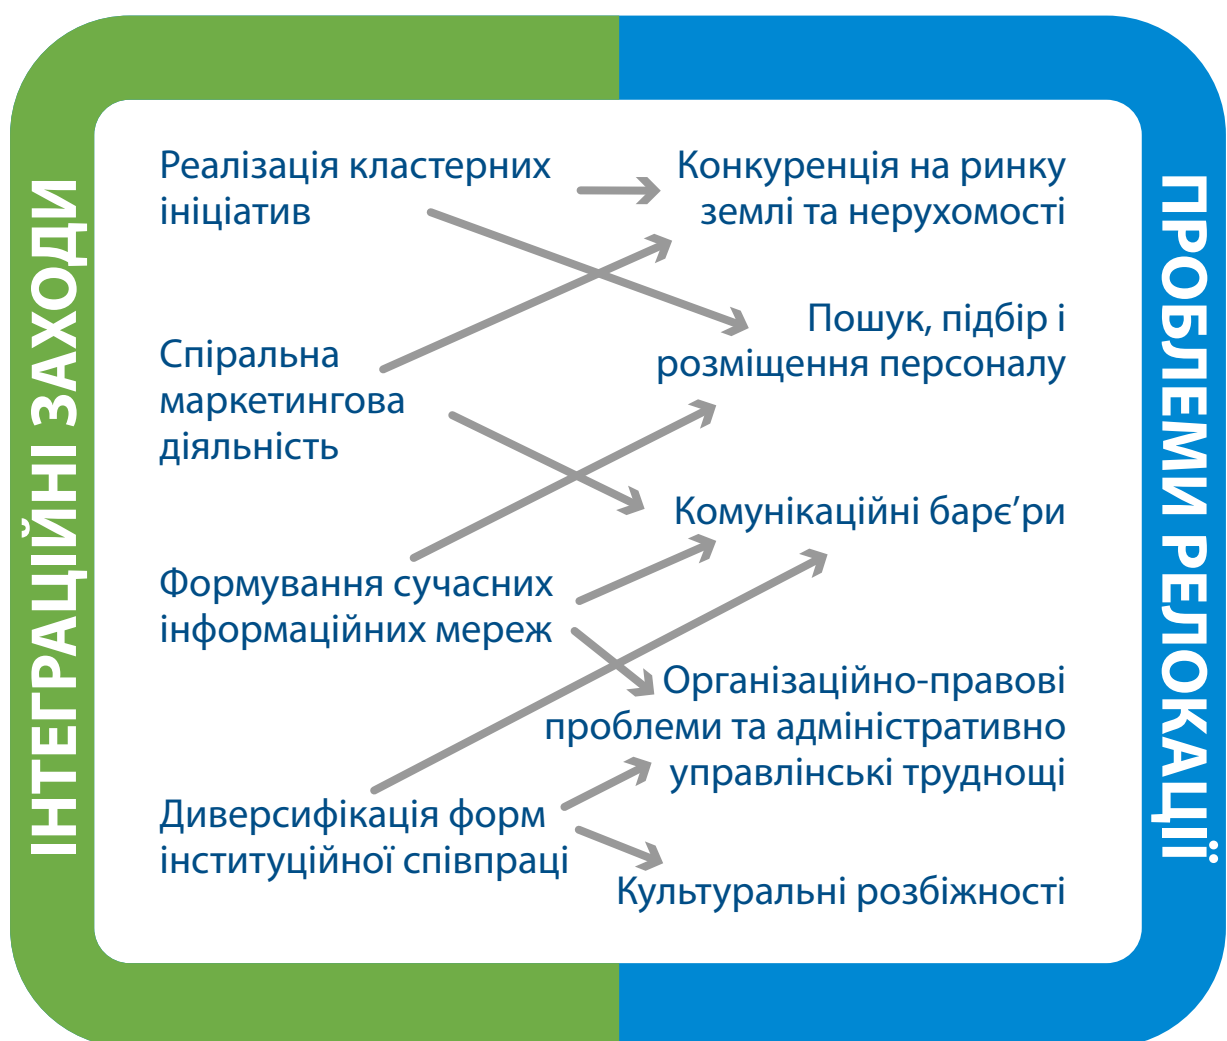 ІНТЕГРАЦІЙНІ ЗАХОДИ
Реалізація кластерних
ініціатив
Спіральна
маркетингова
діяльність
Формування сучасних
інформаційних мереж
Диверсифікація форм
інституційної співпраці
Конкуренція на ринку
землі та нерухомості
Пошук, підбір і
розміщення персоналу
Комунікаційні барє’ри
Організаційно-правові
проблеми та адміністративно
управлінські труднощі
Культуральні розбіжності
ПРОБЛЕМИ РЕЛОКАЦІЇ